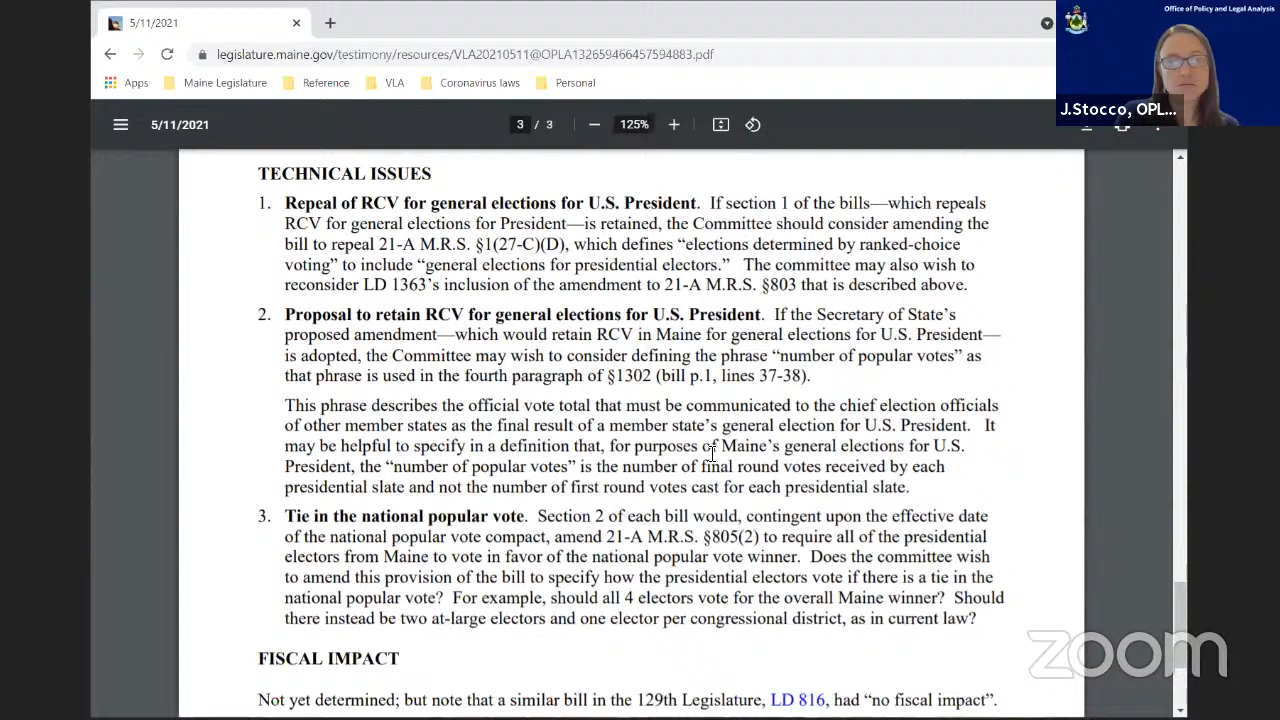 5/11/2021
Office of Policy and Legal Analysis
legislature.maine.gov/testimony/resources/VLA20210511@OPLA132659466457594883.pdf
Apps Maine Legislature Reference VLA Coronavirus laws Personal
J.Stocco, OPL...
5/11/2021 3 / 3 125%
TECHNICAL ISSUES
1. Repeal of RCV for general elections for U.S. President. If section 1 of the bills—which repeals
RCV for general elections for President—is retained, the Committee should consider amending the
bill to repeal 21-A M.R.S. §1(27-C)(D), which defines “elections determined by ranked-choice
voting” to include “general elections for presidential electors.” The committee may also wish to
reconsider LD 1363’s inclusion of the amendment to 21-A M.R.S. §803 that is described above.
2. Proposal to retain RCV for general elections for U.S. President. If the Secretary of State’s
proposed amendment—which would retain RCV in Maine for general elections for U.S. President—
is adopted, the Committee may wish to consider defining the phrase “number of popular votes” as
that phrase is used in the fourth paragraph of §1302 (bill p.1, lines 37-38).
This phrase describes the official vote total that must be communicated to the chief election officials
of other member states as the final result of a member state’s general election for U.S. President. It
may be helpful to specify in a definition that, for purposes of Maine’s general elections for U.S.
President, the “number of popular votes” is the number of final round votes received by each
presidential slate and not the number of first round votes cast for each presidential slate.
3. Tie in the national popular vote. Section 2 of each bill would, contingent upon the effective date
of the national popular vote compact, amend 21-A M.R.S. §805(2) to require all of the presidential
electors from Maine to vote in favor of the national popular vote winner. Does the committee wish
to amend this provision of the bill to specify how the presidential electors vote if there is a tie in the
national popular vote? For example, should all 4 electors vote for the overall Maine winner? Should
there instead be two at-large electors and one elector per congressional district, as in current law?
FISCAL IMPACT
Not yet determined; but note that a similar bill in the 129th Legislature, LD 816, had “no fiscal impact”.
zoom